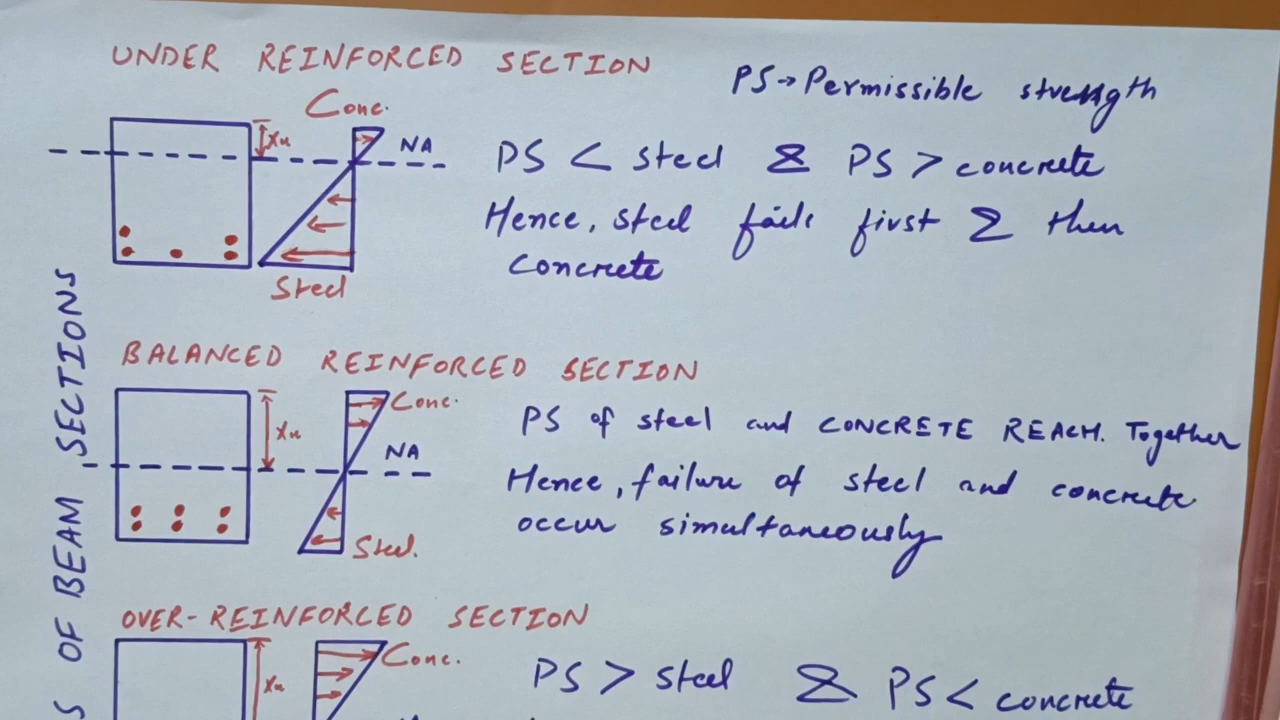 UNDER REINFORCED SECTION
PS→Permissible strength
Conc.
Xu
NA
PS < steel & PS > concrete
Hence, steel fails first & then
concrete
Steel
BALANCED REINFORCED SECTION
Conc.
Xu
NA
PS of steel and CONCRETE REACH. Together
Hence, failure of steel and concrete
occur simultaneously
Steel.
OVER-REINFORCED SECTION
Conc.
Xu
PS > steel & PS < concrete
OF BEAM SECTIONS